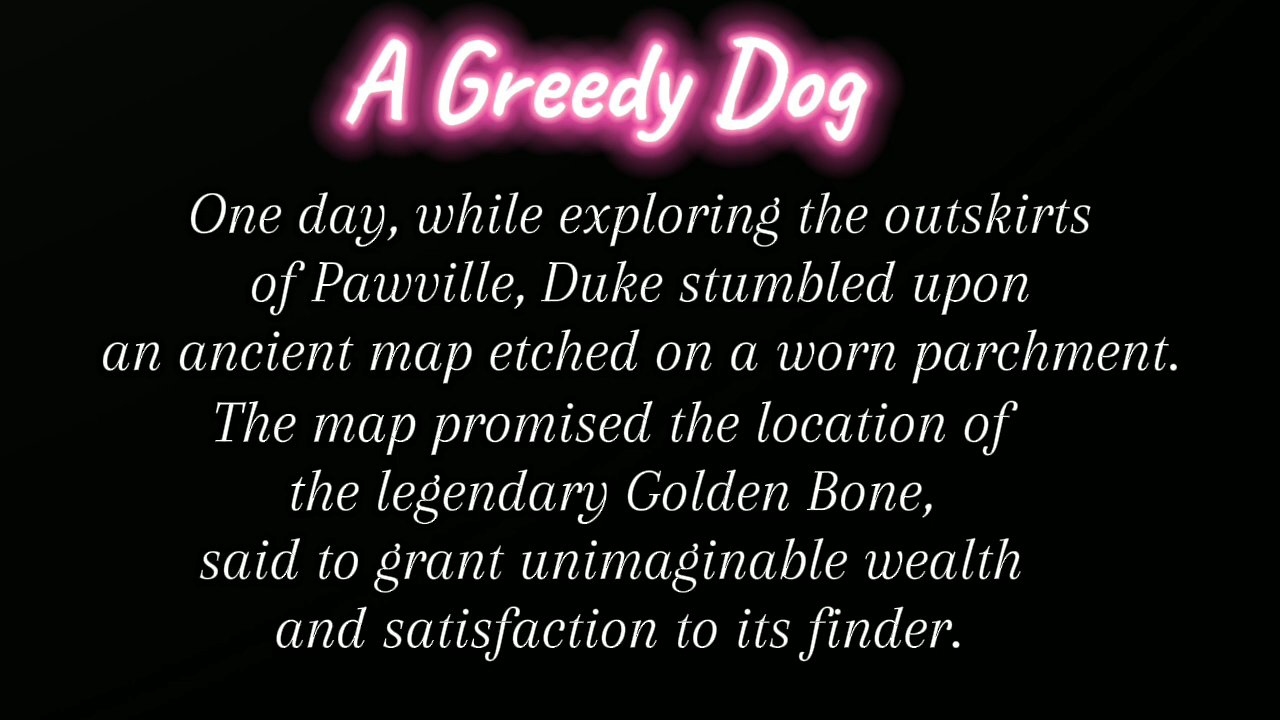 A Greedy Dog
One day, while exploring the outskirts
of Pawville, Duke stumbled upon
an ancient map etched on a worn parchment.
The map promised the location of
the legendary Golden Bone,
said to grant unimaginable wealth
and satisfaction to its finder.